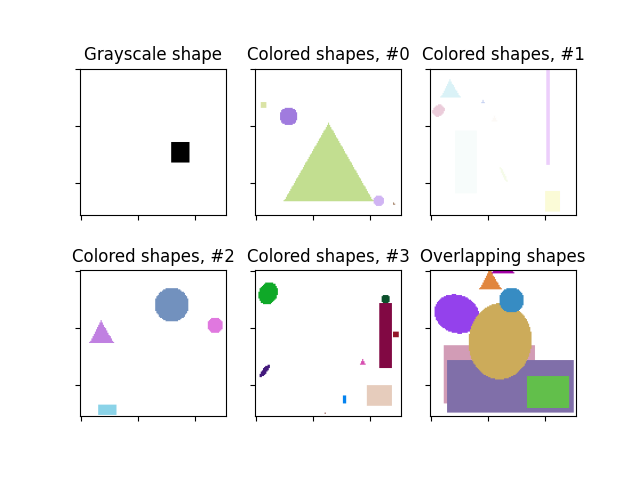 Grayscale shape
Colored shapes, #0
Colored shapes, #1
Colored shapes, #2
Colored shapes, #3
Overlapping shapes